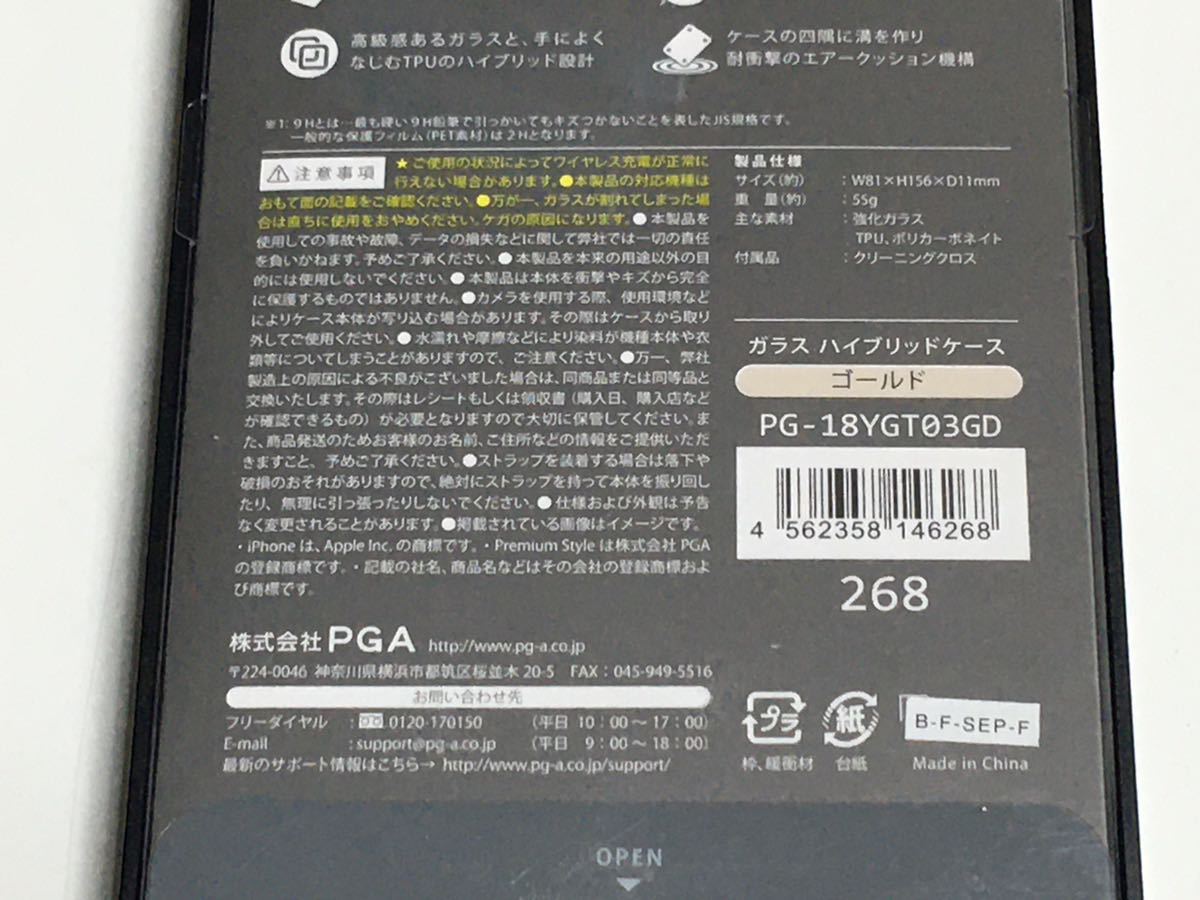 高級感あるガラスと、手によく
なじむTPUのハイブリッド設計
ケースの四隅に溝を作り
耐衝撃のエアークッション機構
※1: 9Hとは…最も硬い9H鉛筆で引っかいてもキズつかないことを表したJIS規格です。
一般的な保護フィルム(PET素材)は2Hとなります。
注意事項
★ご使用の状況によってワイヤレス充電が正常に
行えない場合があります。●本製品の対応機種は
おもて面の記載をご確認ください。●万が一、ガラスが割れてしまった場
合は直ちに使用をおやめください。ケガの原因になります。●本製品を
使用しての事故や故障、データの損失などに関して弊社では一切の責任
を負いかねます。予めご了承ください。●本製品を本来の用途以外の目
的には使用しないでください。●本製品は本体を衝撃やキズから完全
に保護するものではありません。●カメラを使用する際、使用環境など
によりケース本体が写り込む場合があります。その際はケースから取り
外してご使用ください。●水濡れや摩擦などにより染料が機種本体や衣
類等についてしまうことがありますので、ご注意ください。●万一、弊社
製造上の原因による不良がございました場合は、同商品または同等品と
交換いたします。その際はレシートもしくは領収書(購入日、購入店など
が確認できるもの)が必要となりますので大切に保管してください。ま
た、商品発送のためお客様のお名前、ご住所などの情報をご提供いただ
きますこと、予めご了承ください。●ストラップを装着する場合は落下や
破損のおそれがありますので、絶対にストラップを持って本体を振り回し
たり、無理に引っ張ったりしないでください。●仕様および外観は予告
なく変更されることがあります。●掲載されている画像はイメージです。
・iPhoneは、Apple Inc.の商標です。・Premium Styleは株式会社PGA
の登録商標です。・記載の社名、商品名などはその会社の登録商標およ
び商標です。
株式会社PGA http://www.pg-a.co.jp
〒224-0046 神奈川県横浜市都筑区桜並木20-5 FAX:045-949-5516
お問い合わせ先
フリーダイヤル :0120-170150 (平日 10:00〜17:00)
E-mail :support@pg-a.co.jp (平日 9:00〜18:00)
最新のサポート情報はこちら→ http://www.pg-a.co.jp/support/
製品仕様
サイズ(約) :W81×H156×D11mm
重量(約) :55g
主な素材 :強化ガラス
TPU、ポリカーボネイト
付属品 :クリーニングクロス
ガラス ハイブリッドケース
ゴールド
PG-18YGT03GD
4 562358 146268
268
プラ
紙
B-F-SEP-F
枠、緩衝材 台紙 Made in China
OPEN